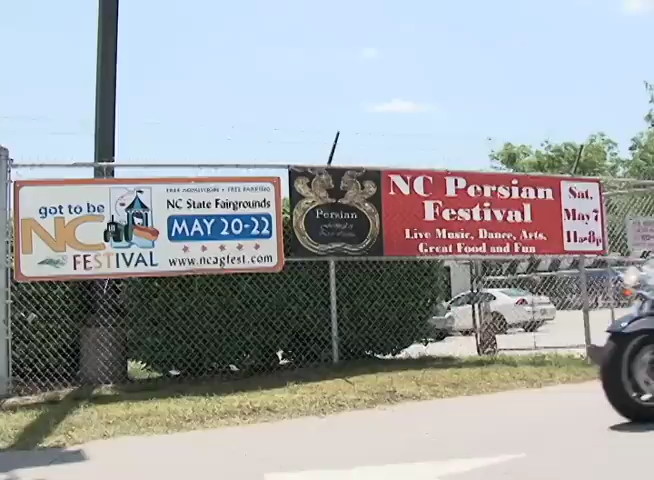 got to be
NC
FESTIVAL
FREE ADMISSION • FREE PARKING
NC State Fairgrounds
MAY 20-22
www.ncagfest.com
Persian
NC Persian
Festival
Live Music, Dance, Arts,
Great Food and Fun
Sat.
May 7
11a-8p